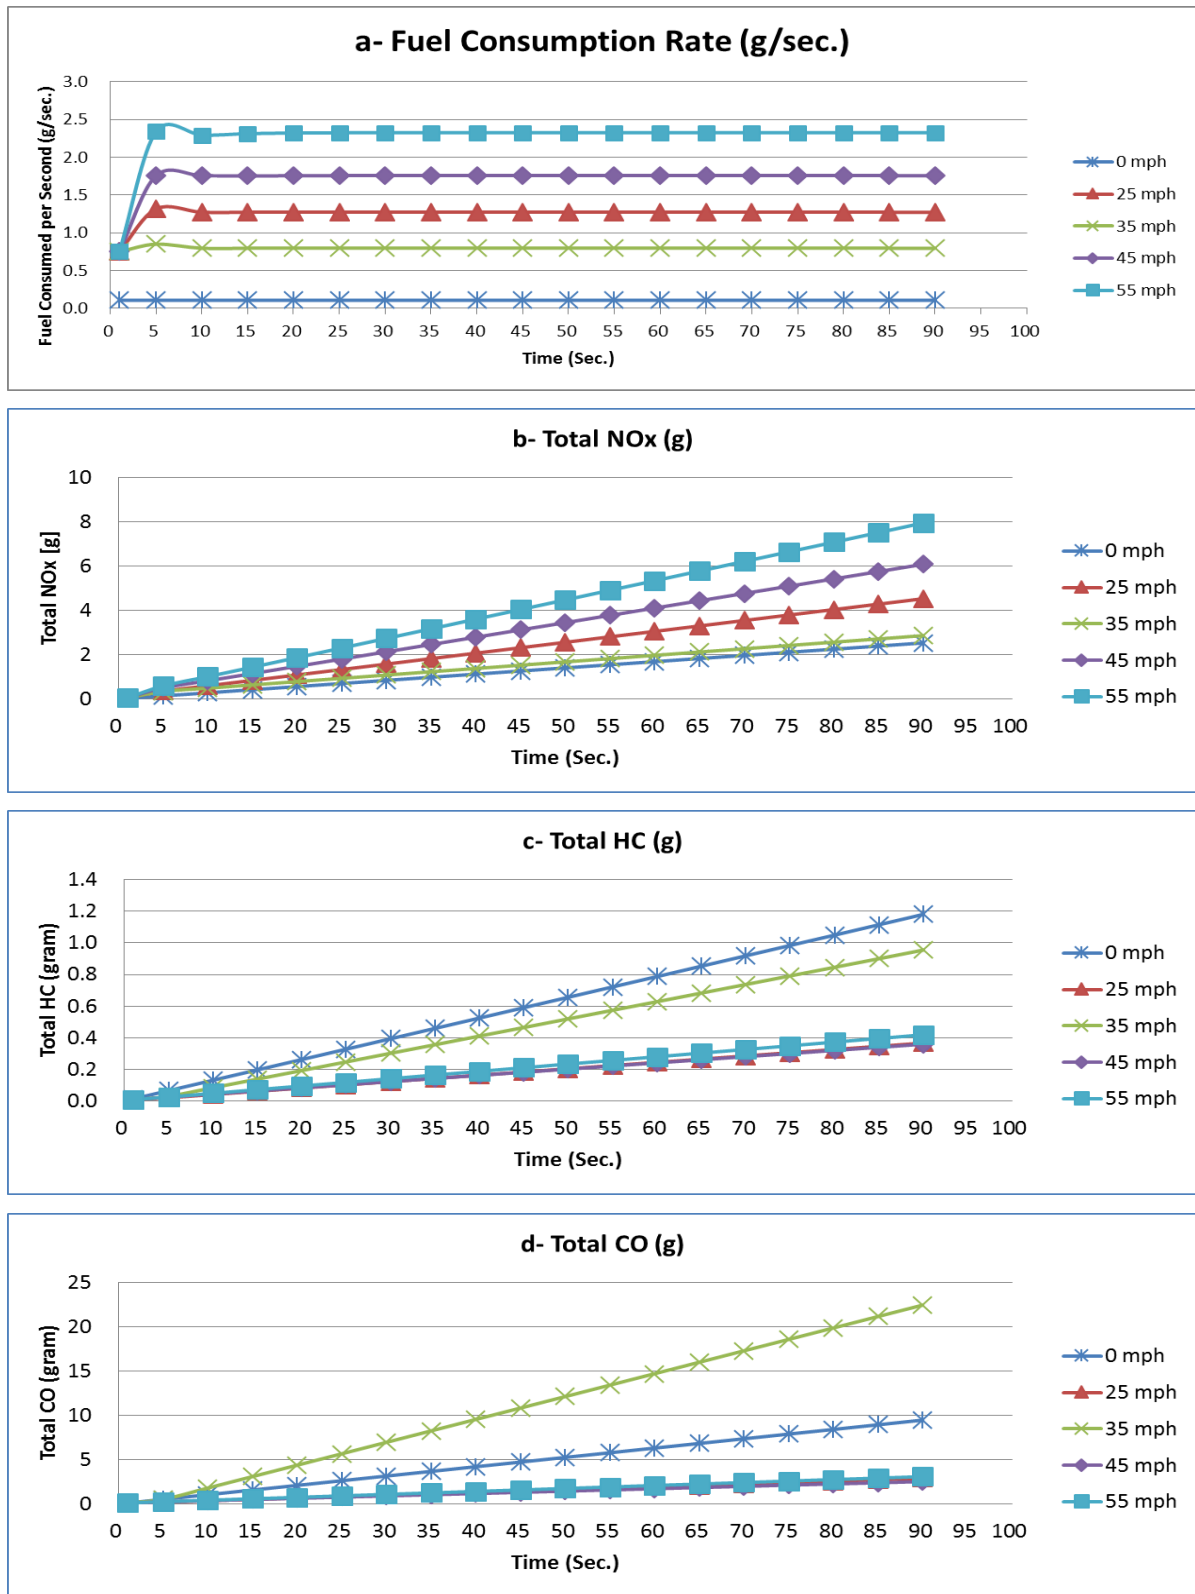 a- Fuel Consumption Rate (g/sec.)
Fuel Consumed per Second (g/sec.)
3.0
2.5
2.0
1.5
1.0
0.5
0.0
0 5 10 15 20 25 30 35 40 45 50 55 60 65 70 75 80 85 90 95 100
Time (Sec.)
0 mph
25 mph
35 mph
45 mph
55 mph
b- Total NOx (g)
Total NOx [g]
10
8
6
4
2
0
0 5 10 15 20 25 30 35 40 45 50 55 60 65 70 75 80 85 90 95 100
Time (Sec.)
0 mph
25 mph
35 mph
45 mph
55 mph
c- Total HC (g)
Total HC (gram)
1.4
1.2
1.0
0.8
0.6
0.4
0.2
0.0
0 5 10 15 20 25 30 35 40 45 50 55 60 65 70 75 80 85 90 95 100
Time (Sec.)
0 mph
25 mph
35 mph
45 mph
55 mph
d- Total CO (g)
Total CO (gram)
25
20
15
10
5
0
0 5 10 15 20 25 30 35 40 45 50 55 60 65 70 75 80 85 90 95 100
Time (Sec.)
0 mph
25 mph
35 mph
45 mph
55 mph